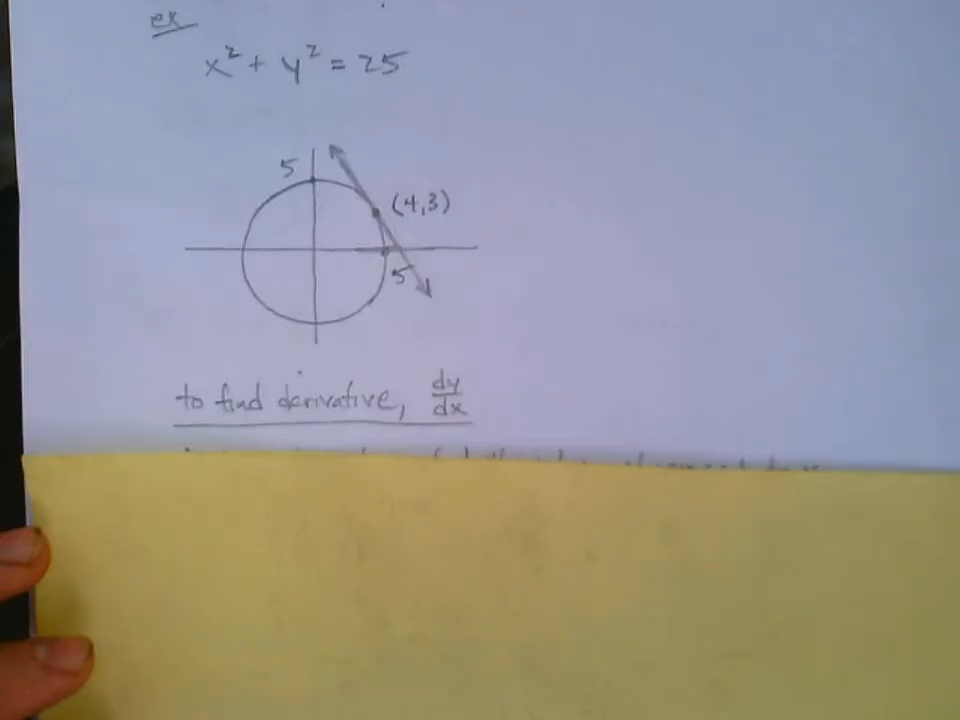 ex
x² + y² = 25
5
(4,3)
5
to find derivative, dy/dx